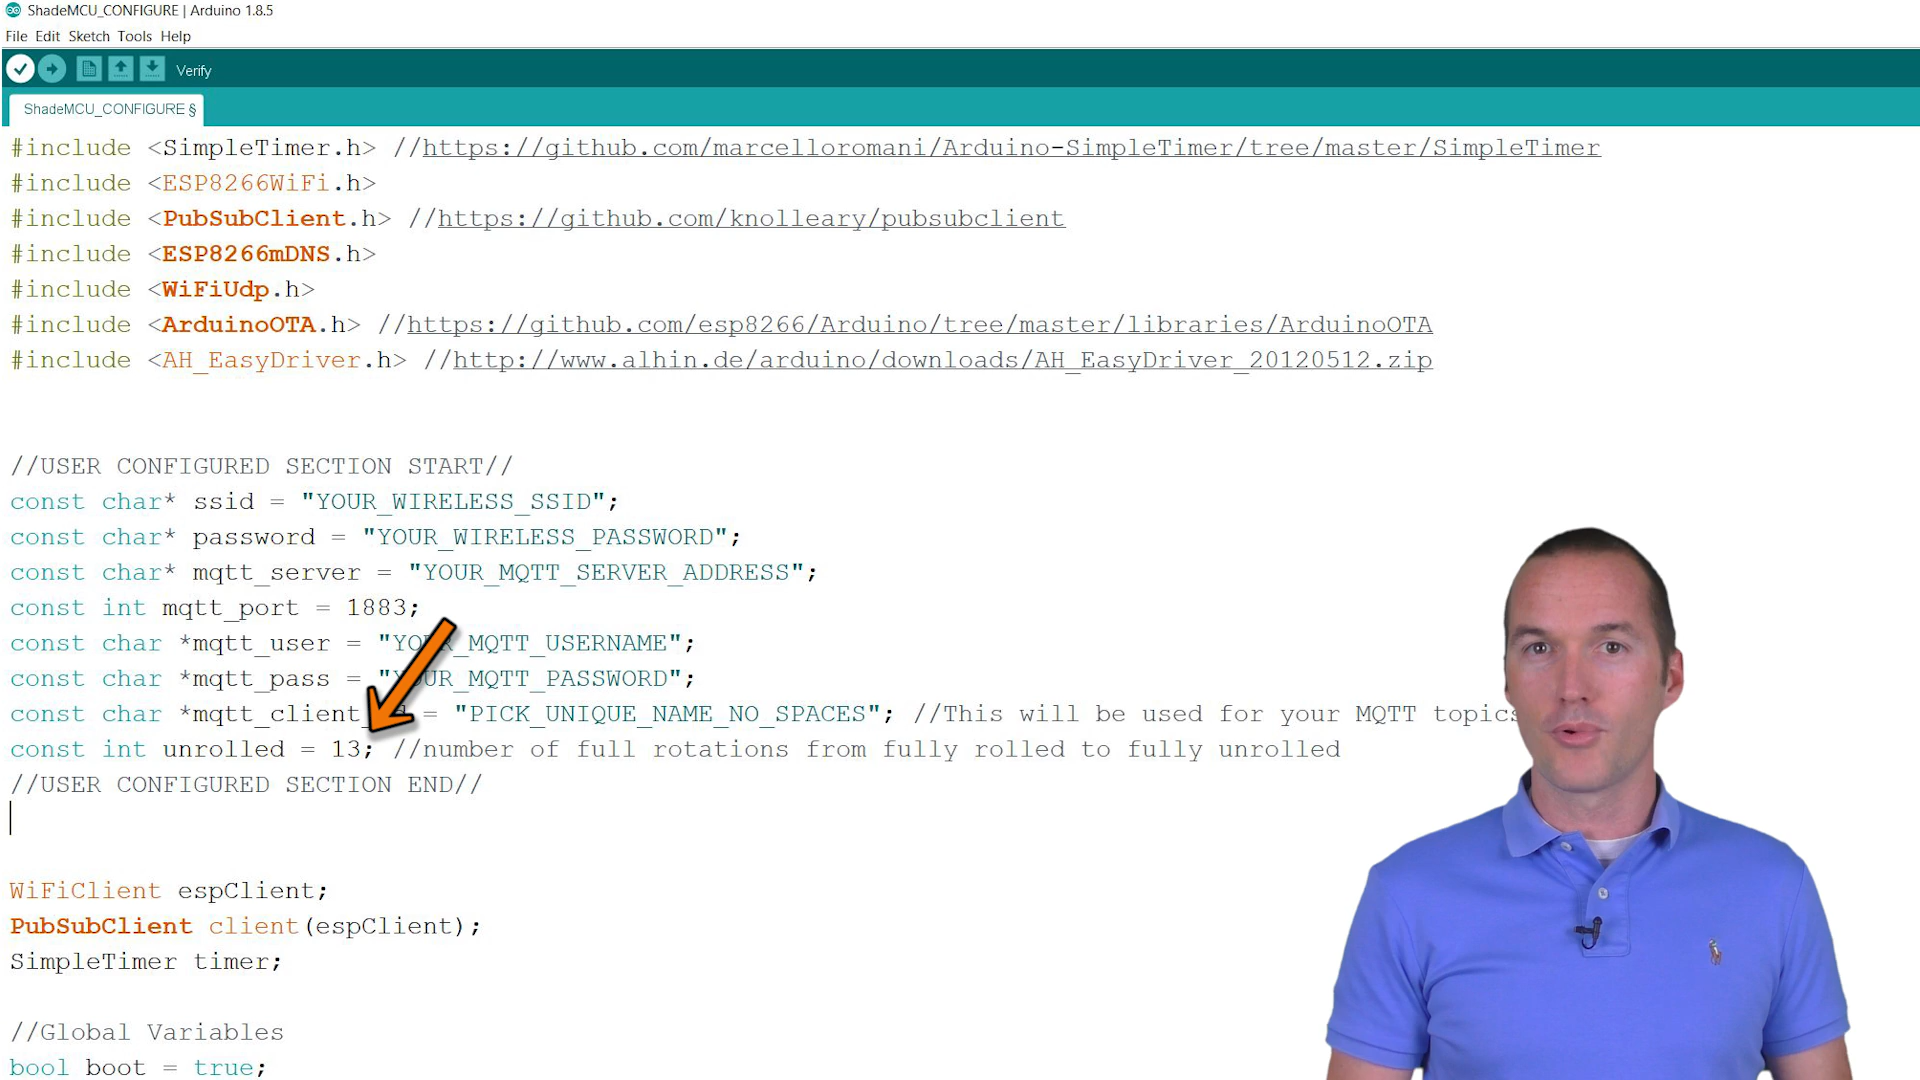 ShadeMCU_CONFIGURE | Arduino 1.8.5
File Edit Sketch Tools Help
Verify
ShadeMCU_CONFIGURE §
#include <SimpleTimer.h> //https://github.com/marcelloromani/Arduino-SimpleTimer/tree/master/SimpleTimer
#include <ESP8266WiFi.h>
#include <PubSubClient.h> //https://github.com/knolleary/pubsubclient
#include <ESP8266mDNS.h>
#include <WiFiUdp.h>
#include <ArduinoOTA.h> //https://github.com/esp8266/Arduino/tree/master/libraries/ArduinoOTA
#include <AH_EasyDriver.h> //http://www.alhin.de/arduino/downloads/AH_EasyDriver_20120512.zip
//USER CONFIGURED SECTION START//
const char* ssid = "YOUR_WIRELESS_SSID";
const char* password = "YOUR_WIRELESS_PASSWORD";
const char* mqtt_server = "YOUR_MQTT_SERVER_ADDRESS";
const int mqtt_port = 1883;
const char *mqtt_user = "YOUR_MQTT_USERNAME";
const char *mqtt_pass = "YOUR_MQTT_PASSWORD";
const char *mqtt_client = "PICK_UNIQUE_NAME_NO_SPACES"; //This will be used for your MQTT topics
const int unrolled = 13; //number of full rotations from fully rolled to fully unrolled
//USER CONFIGURED SECTION END//
WiFiClient espClient;
PubSubClient client(espClient);
SimpleTimer timer;
//Global Variables
bool boot = true;